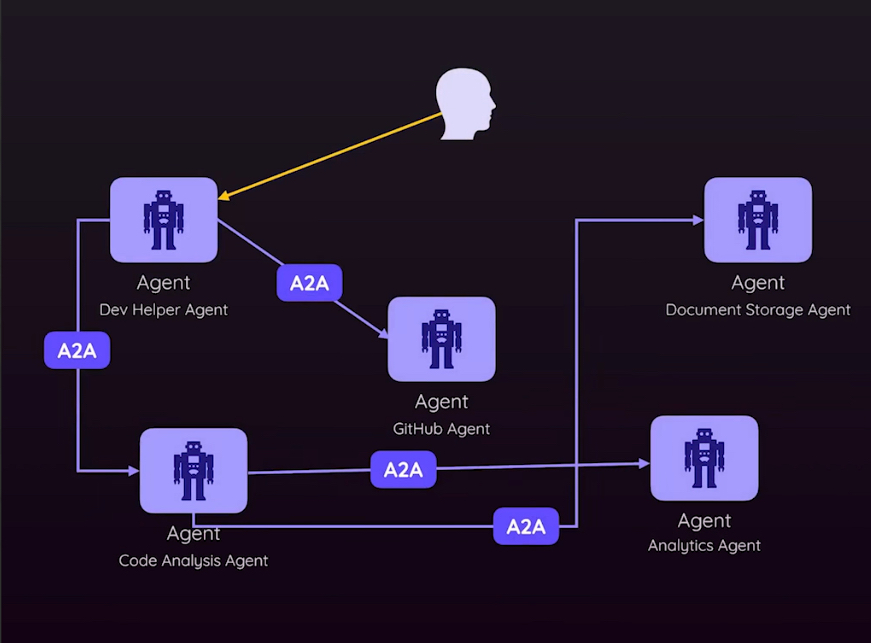 Agent
Dev Helper Agent
A2A
Agent
Document Storage Agent
A2A
Agent
GitHub Agent
A2A
Agent
Analytics Agent
A2A
Agent
Code Analysis Agent